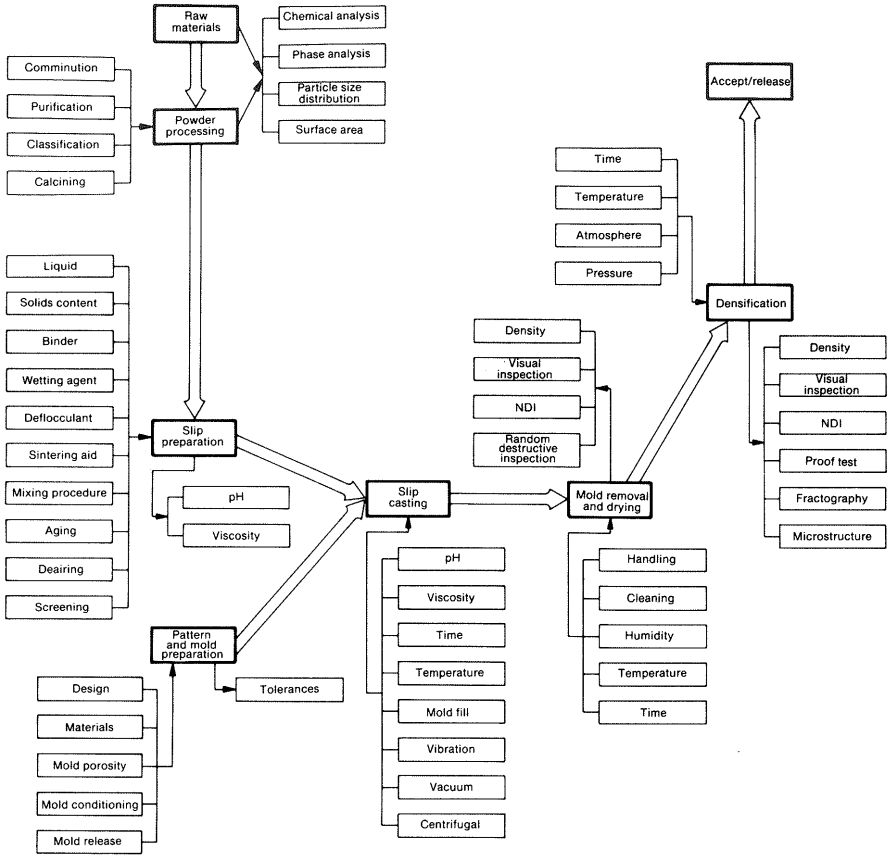 Raw
materials
Chemical analysis
Phase analysis
Particle size
distribution
Surface area
Comminution
Purification
Classification
Calcining
Powder
processing
Accept/release
Time
Temperature
Atmosphere
Pressure
Densification
Liquid
Solids content
Binder
Wetting agent
Deflocculant
Sintering aid
Mixing procedure
Aging
Deairing
Screening
Slip
preparation
pH
Viscosity
Density
Visual
inspection
NDI
Random
destructive
inspection
Density
Visual
inspection
NDI
Proof test
Fractography
Microstructure
Slip
casting
Mold removal
and drying
pH
Viscosity
Time
Temperature
Mold fill
Vibration
Vacuum
Centrifugal
Handling
Cleaning
Humidity
Temperature
Time
Pattern
and mold
preparation
Tolerances
Design
Materials
Mold porosity
Mold conditioning
Mold release